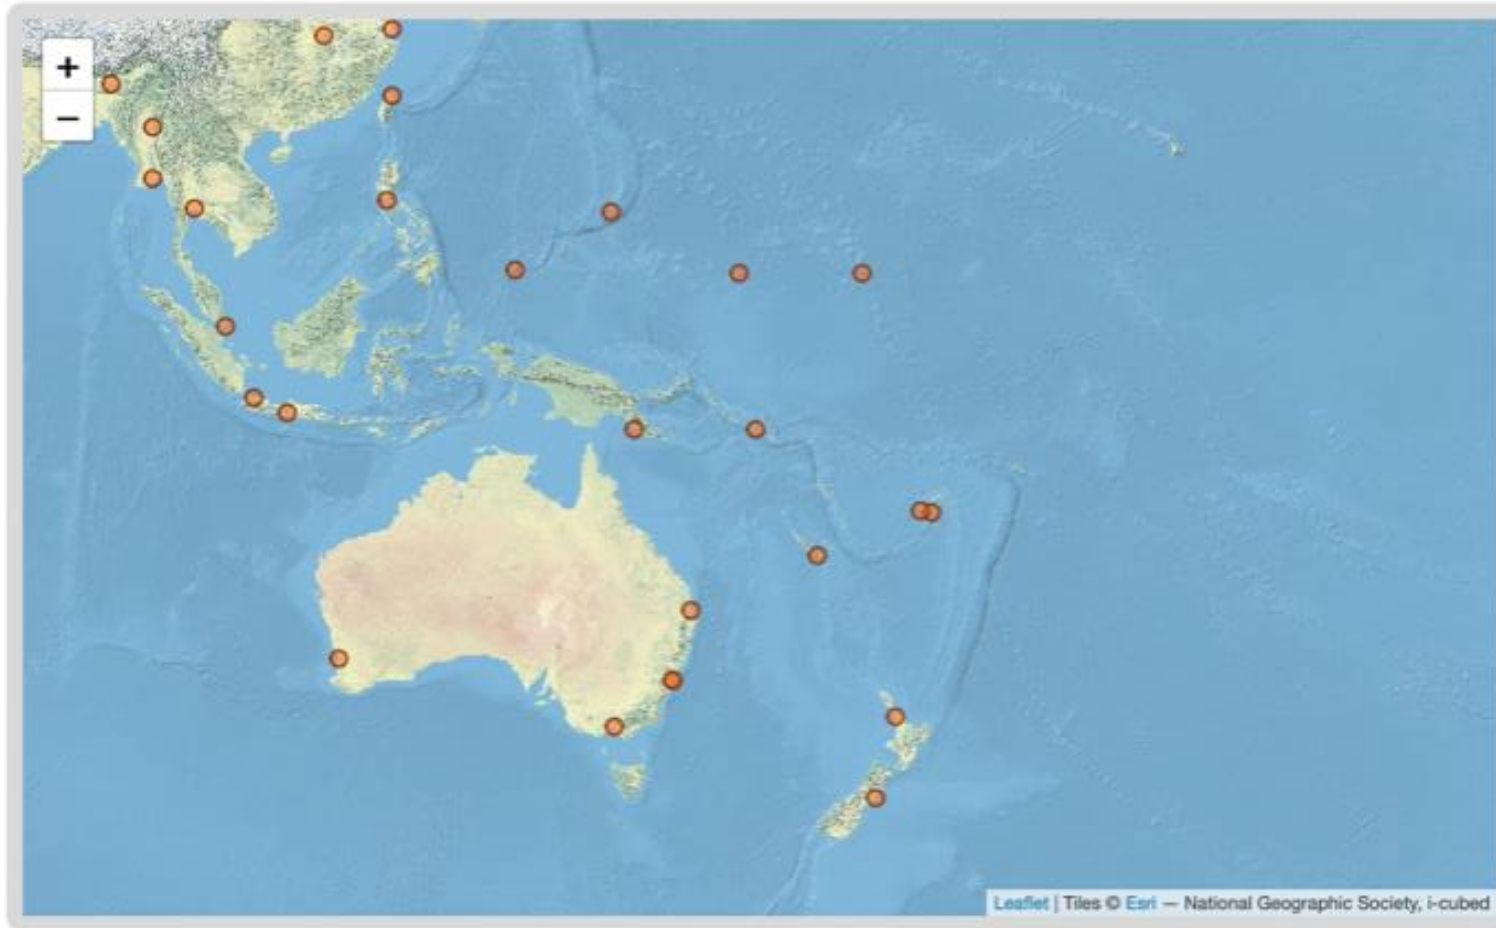 +
−
Leaflet | Tiles © Esri — National Geographic Society, i-cubed